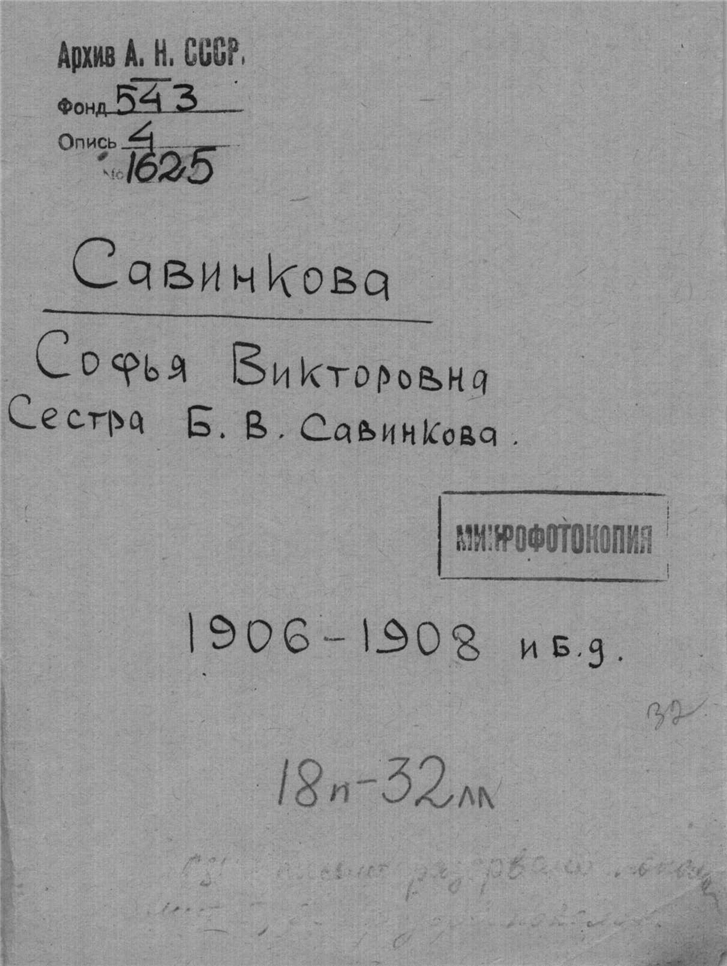 Архив А. Н. СССР.
Фонд 543
Опись 4
№ 1625
Савинкова
Софья Викторовна
Сестра Б. В. Савинкова.
МИКРОФОТОКОПИЯ
1906-1908 и б.д.
32
18п-32лл